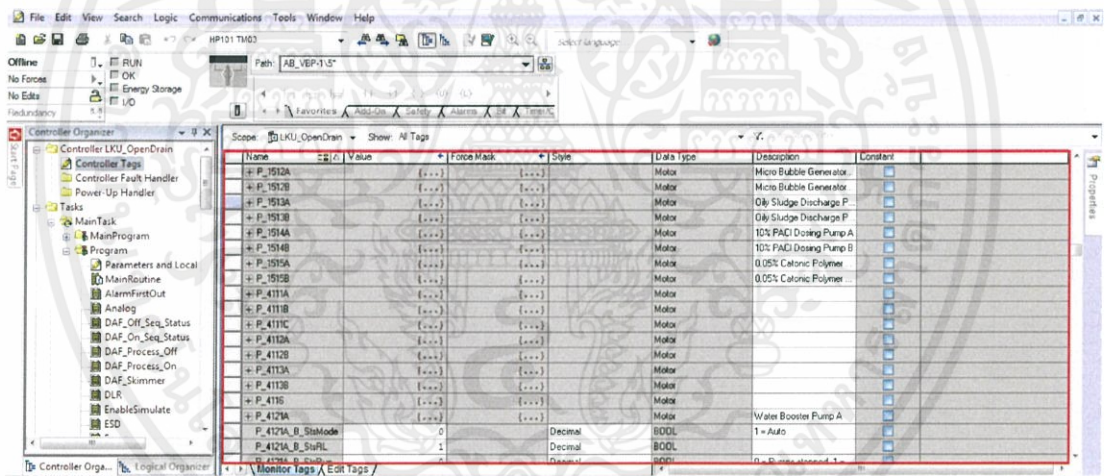 File Edit View Search Logic Communications Tools Window Help
HP101 TM03
Select language
Offline
RUN
No Forces
OK
No Edits
Energy Storage
I/O
Redundancy
Path: AB_VBP-1\5*
Favorites Add-On Safety Alarms Bit Timer/C
Start Page
Controller Organizer
Controller LKU_OpenDrain
Controller Tags
Controller Fault Handler
Power-Up Handler
Tasks
MainTask
MainProgram
Program
Parameters and Local
MainRoutine
AlarmFirstOut
Analog
DAF_Off_Seq_Status
DAF_On_Seq_Status
DAF_Process_Off
DAF_Process_On
DAF_Skimmer
DLR
EnableSimulate
ESD
Controller Orga... Logical Organizer
Scope: LKU_OpenDrain Show: All Tags
Name Value Force Mask Style Data Type Description Constant
+ P_1512A {...} {...} Motor Micro Bubble Generator..
+ P_1512B {...} {...} Motor Micro Bubble Generator..
+ P_1513A {...} {...} Motor Oily Sludge Discharge P...
+ P_1513B {...} {...} Motor Oily Sludge Discharge P...
+ P_1514A {...} {...} Motor 10% PACl Dosing Pump A
+ P_1514B {...} {...} Motor 10% PACl Dosing Pump B
+ P_1515A {...} {...} Motor 0.05% Catonic Polymer
+ P_1515B {...} {...} Motor 0.05% Catonic Polymer ...
+ P_4111A {...} {...} Motor
+ P_4111B {...} {...} Motor
+ P_4111C {...} {...} Motor
+ P_4112A {...} {...} Motor
+ P_4112B {...} {...} Motor
+ P_4113A {...} {...} Motor
+ P_4113B {...} {...} Motor
+ P_4116 {...} {...} Motor
+ P_4121A {...} {...} Motor Water Booster Pump A
P_4121A_B_StsMode 0 Decimal BOOL 1 = Auto
P_4121A_B_StsRL 1 Decimal BOOL
Monitor Tags Edit Tags
Properties